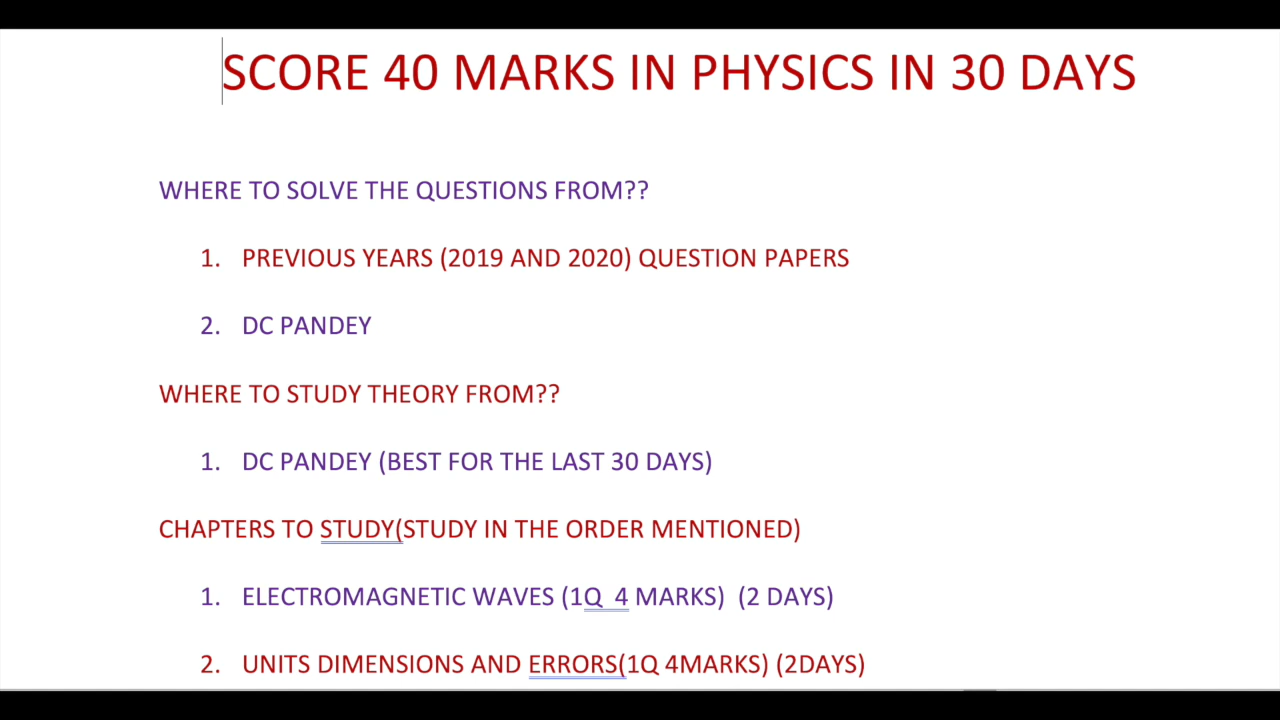 SCORE 40 MARKS IN PHYSICS IN 30 DAYS
WHERE TO SOLVE THE QUESTIONS FROM??
1. PREVIOUS YEARS (2019 AND 2020) QUESTION PAPERS
2. DC PANDEY
WHERE TO STUDY THEORY FROM??
1. DC PANDEY (BEST FOR THE LAST 30 DAYS)
CHAPTERS TO STUDY(STUDY IN THE ORDER MENTIONED)
1. ELECTROMAGNETIC WAVES (1Q  4 MARKS)  (2 DAYS)
2. UNITS DIMENSIONS AND ERRORS(1Q 4MARKS) (2DAYS)